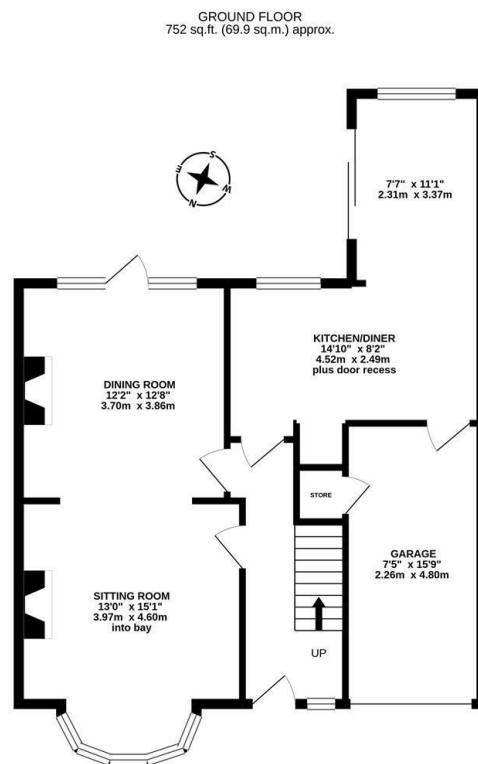 GROUND FLOOR
752 sq.ft. (69.9 sq.m.) approx.
S
E
W
N
7'7" x 11'1"
2.31m x 3.37m
KITCHEN/DINER
14'10" x 8'2"
4.52m x 2.49m
plus door recess
DINING ROOM
12'2" x 12'8"
3.70m x 3.86m
STORE
GARAGE
7'5" x 15'9"
2.26m x 4.80m
SITTING ROOM
13'0" x 15'1"
3.97m x 4.60m
into bay
UP